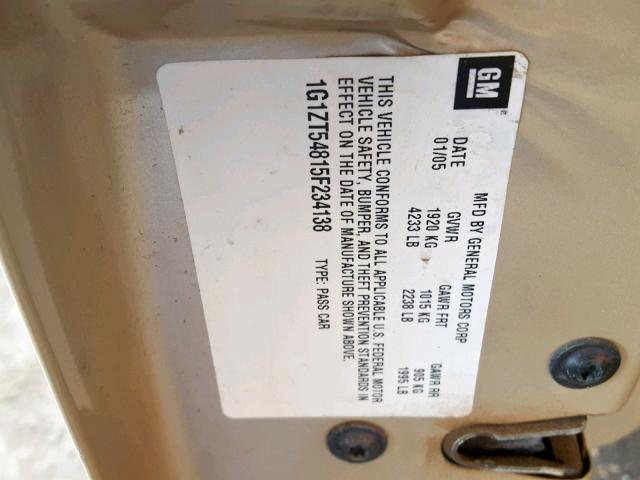 GM
MFD BY GENERAL MOTORS CORP
DATE GVWR GAWR FRT GAWR RR
01/05 1920 KG 1015 KG 905 KG
4233 LB 2238 LB 1995 LB
THIS VEHICLE CONFORMS TO ALL APPLICABLE U.S. FEDERAL MOTOR
VEHICLE SAFETY, BUMPER, AND THEFT PREVENTION STANDARDS IN
EFFECT ON THE DATE OF MANUFACTURE SHOWN ABOVE.
1G1ZT54815F234138 TYPE: PASS CAR